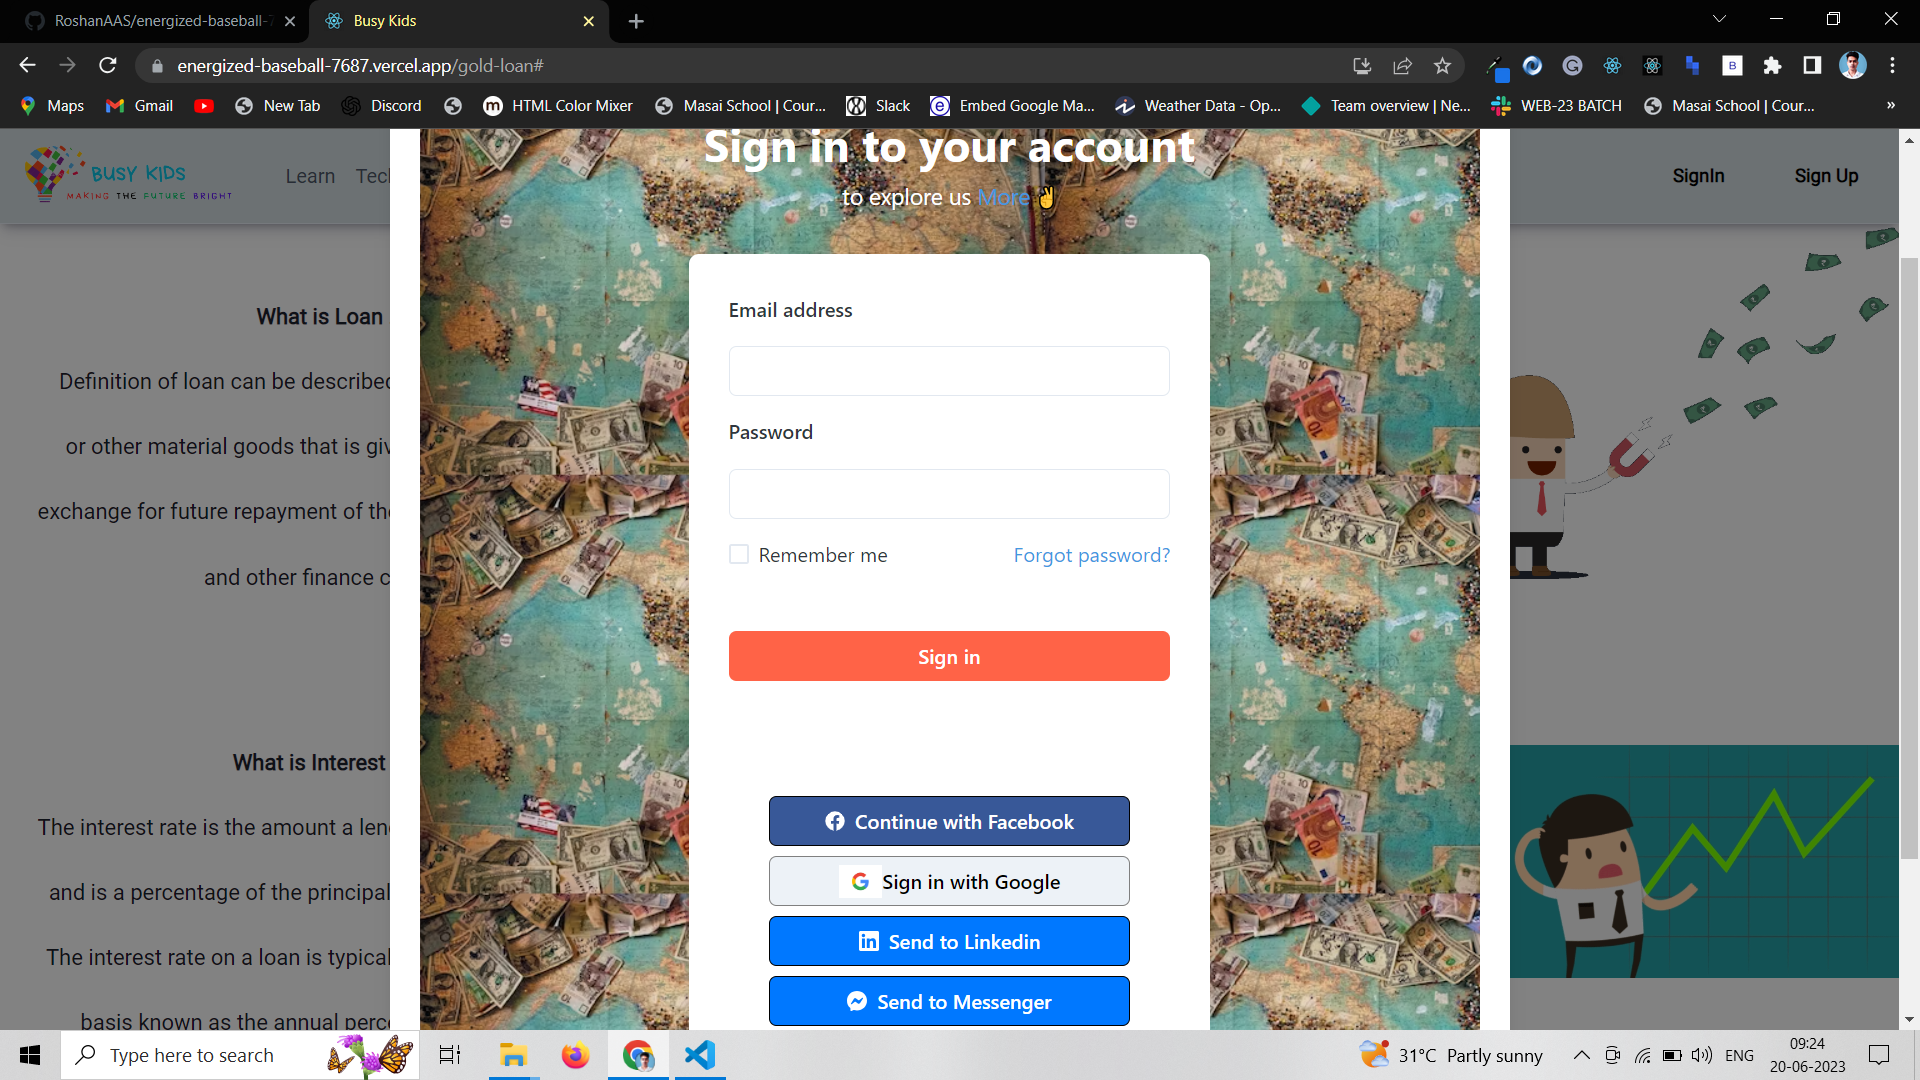 RoshanAAS/energized-baseball-7
Busy Kids
energized-baseball-7687.vercel.app/gold-loan#
Maps
Gmail
New Tab
Discord
HTML Color Mixer
Masai School | Cour...
Slack
Embed Google Ma...
Weather Data - Op...
Team overview | Ne...
WEB-23 BATCH
Masai School | Cour...
»
BUSY KIDS
MAKING THE FUTURE BRIGHT
Learn
Tec
SignIn
Sign Up
Sign in to your account
to explore us More ✌
What is Loan
Definition of loan can be described
or other material goods that is giv
exchange for future repayment of the
and other finance c
What is Interest
The interest rate is the amount a len
and is a percentage of the principal
The interest rate on a loan is typical
basis known as the annual perce
Email address
Password
Remember me
Forgot password?
Sign in
Continue with Facebook
Sign in with Google
Send to Linkedin
Send to Messenger
Type here to search
31°C Partly sunny
ENG
09:24
20-06-2023